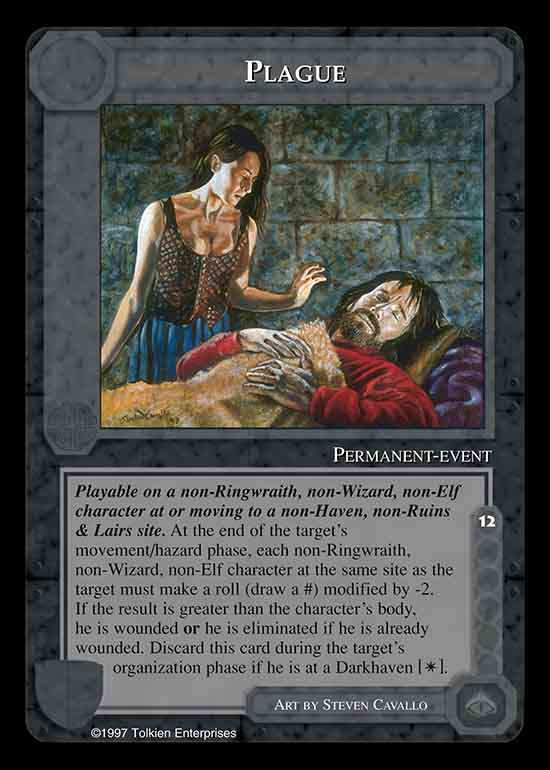 PLAGUE
PERMANENT-EVENT
Playable on a non-Ringwraith, non-Wizard, non-Elf
character at or moving to a non-Haven, non-Ruins
& Lairs site. At the end of the target's
movement/hazard phase, each non-Ringwraith,
non-Wizard, non-Elf character at the same site as the
target must make a roll (draw a #) modified by -2.
If the result is greater than the character's body,
he is wounded or he is eliminated if he is already
wounded. Discard this card during the target's
organization phase if he is at a Darkhaven [✶].
12
ART BY STEVEN CAVALLO
©1997 Tolkien Enterprises